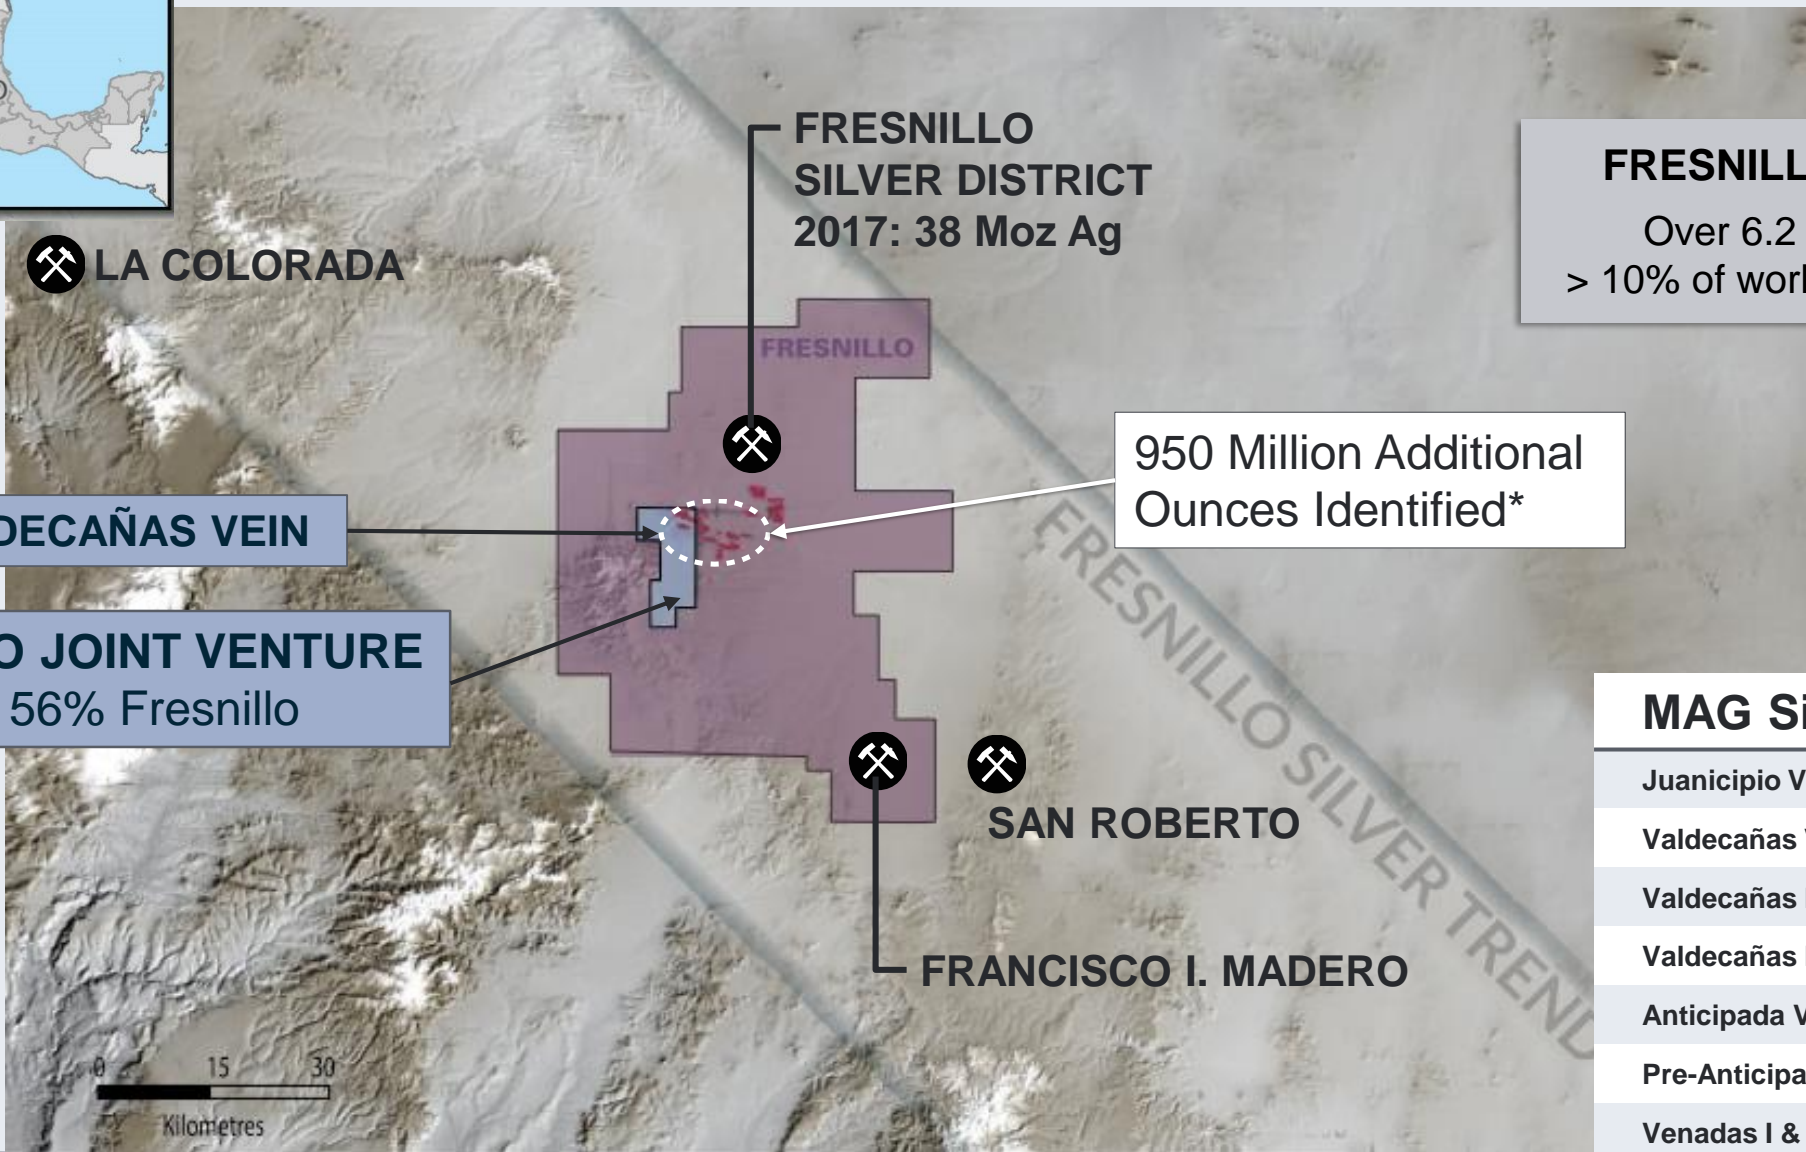 FRESNILLO
SILVER DISTRICT
2017: 38 Moz Ag
FRESNILL
Over 6.2
> 10% of worl
LA COLORADA
FRESNILLO
950 Million Additional
Ounces Identified*
DECAÑAS VEIN
O JOINT VENTURE
56% Fresnillo
FRESNILLO SILVER TREND
MAG Si
Juanicipio V
Valdecañas
Valdecañas
Valdecañas
Anticipada V
Pre-Anticipa
Venadas I &
SAN ROBERTO
FRANCISCO I. MADERO
0 15 30
Kilometres